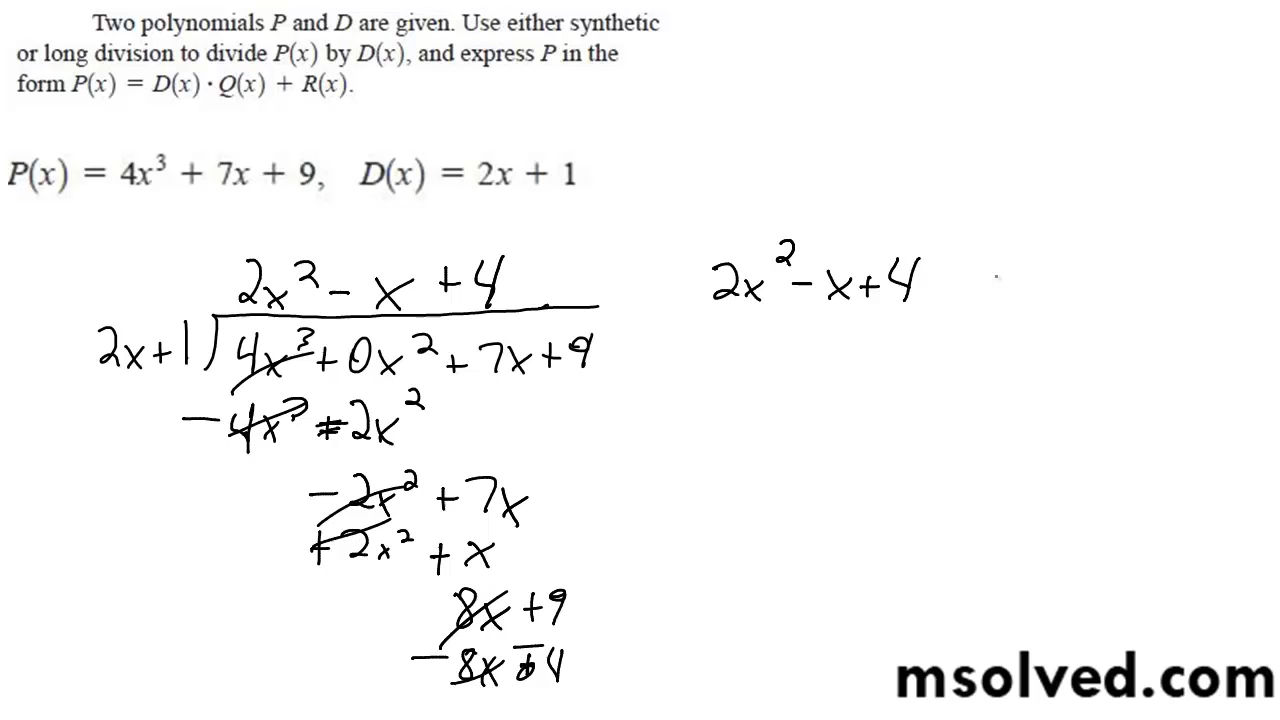 Two polynomials P and D are given. Use either synthetic
or long division to divide P(x) by D(x), and express P in the
form P(x) = D(x) · Q(x) + R(x).
P(x) = 4x³ + 7x + 9, D(x) = 2x + 1
2x² - x + 4
2x+1 ) 4x³ + 0x² + 7x + 9
- 4x³ - 2x²
- 2x² + 7x
+ 2x² + x
8x + 9
- 8x - 4
2x² - x + 4
msolved.com